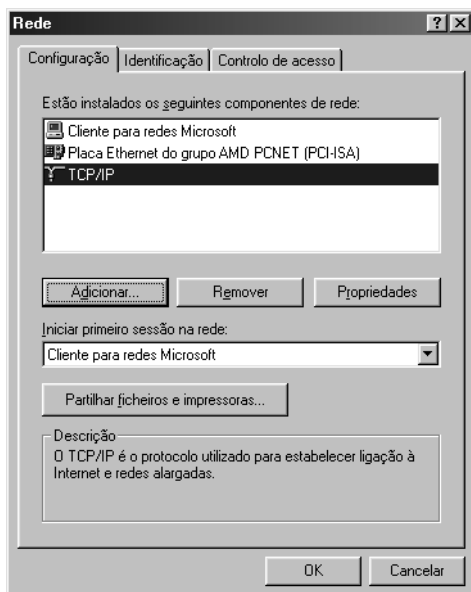 Rede
Configuração Identificação Controlo de acesso
Estão instalados os seguintes componentes de rede:
Cliente para redes Microsoft
Placa Ethernet do grupo AMD PCNET (PCI-ISA)
TCP/IP
Adicionar... Remover Propriedades
Iniciar primeiro sessão na rede:
Cliente para redes Microsoft
Partilhar ficheiros e impressoras...
Descrição
O TCP/IP é o protocolo utilizado para estabelecer ligação à
Internet e redes alargadas.
OK Cancelar